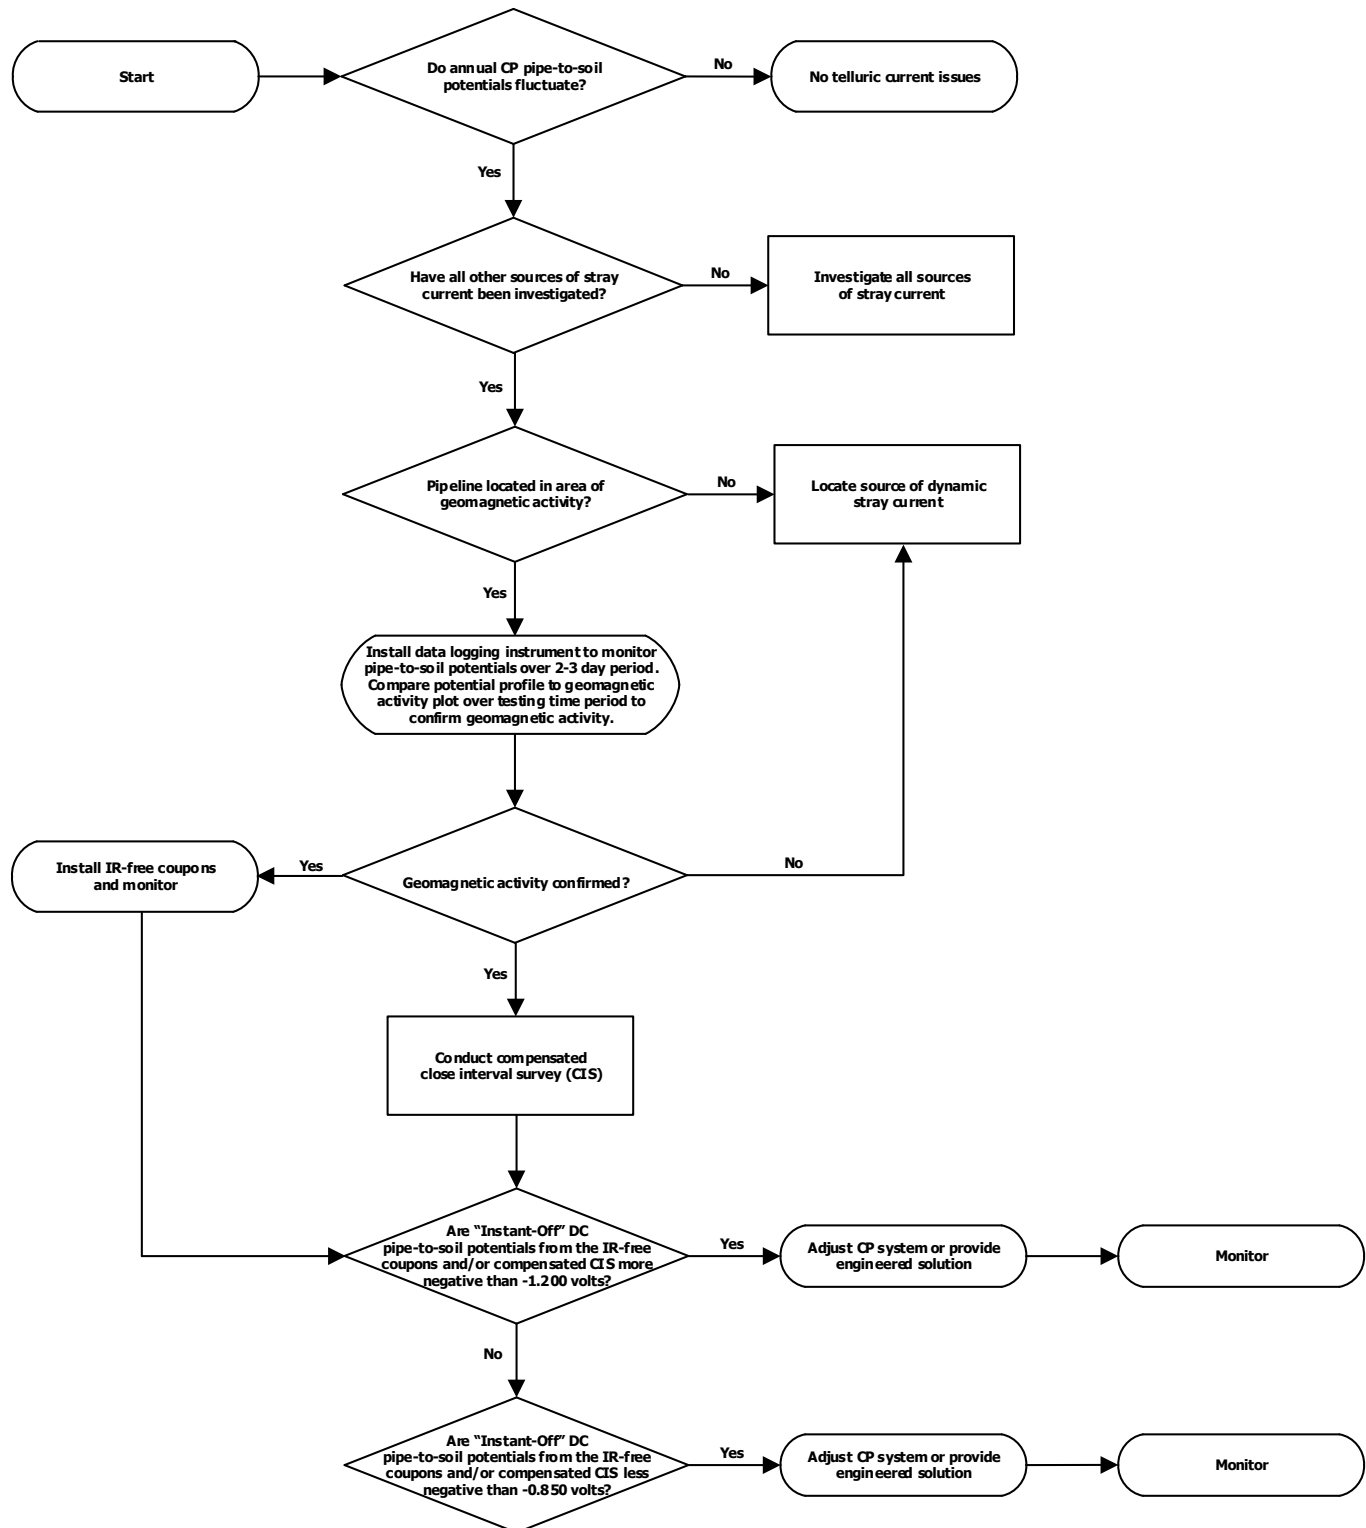 Start
Do annual CP pipe-to-soil
potentials fluctuate?
No
No telluric current issues
Yes
Have all other sources of stray
current been investigated?
No
Investigate all sources
of stray current
Yes
Pipeline located in area of
geomagnetic activity?
No
Locate source of dynamic
stray current
Yes
Install data logging instrument to monitor
pipe-to-soil potentials over 2-3 day period.
Compare potential profile to geomagnetic
activity plot over testing time period to
confirm geomagnetic activity.
Install IR-free coupons
and monitor
Yes
Geomagnetic activity confirmed?
No
Yes
Conduct compensated
close interval survey (CIS)
Are “Instant-Off” DC
pipe-to-soil potentials from the IR-free
coupons and/or compensated CIS more
negative than -1.200 volts?
Yes
Adjust CP system or provide
engineered solution
Monitor
No
Are “Instant-Off” DC
pipe-to-soil potentials from the IR-free
coupons and/or compensated CIS less
negative than -0.850 volts?
Yes
Adjust CP system or provide
engineered solution
Monitor